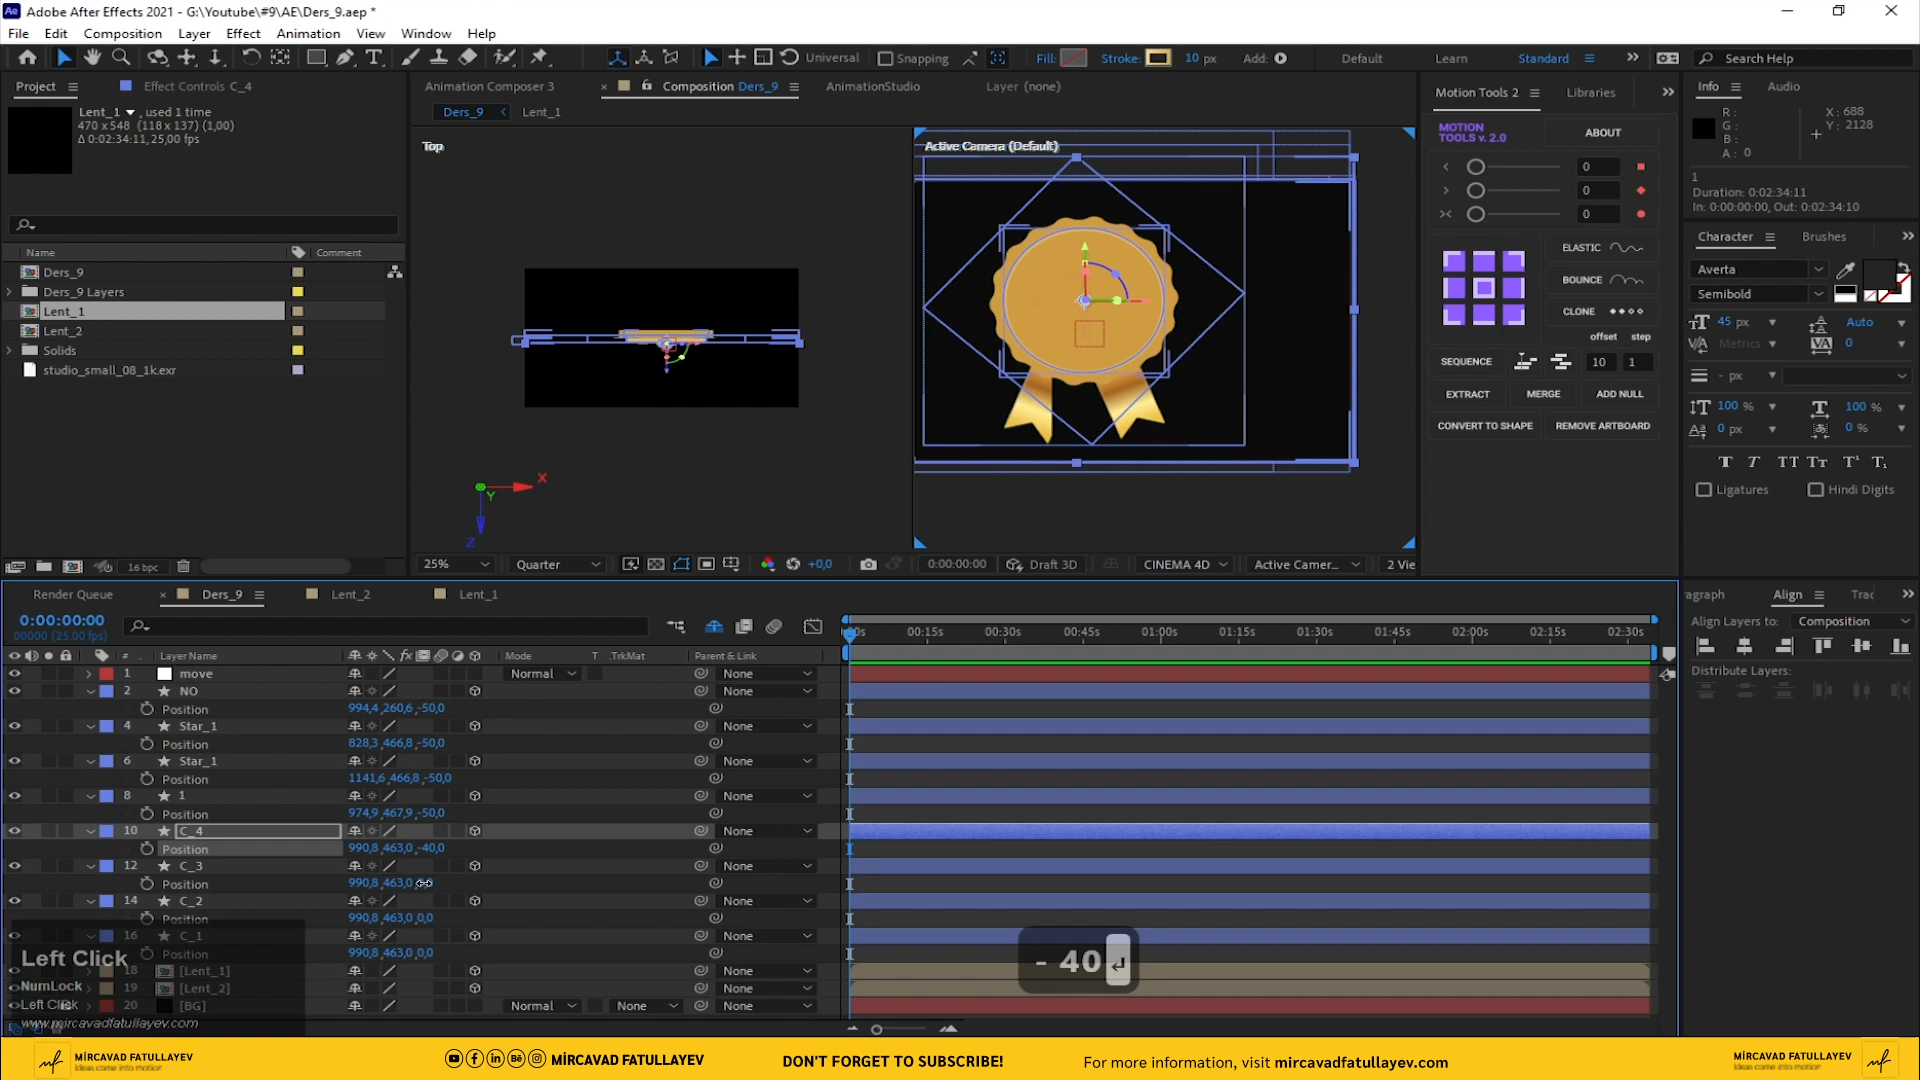 Adobe After Effects 2021 - G:\Youtube\#9\AE\Ders_9.aep *
File Edit Composition Layer Effect Animation View Window Help
Universal Snapping Fill: Stroke: 10 px Add: Default Learn Standard Search Help
Project Effect Controls C_4
Lent_1 , used 1 time
470 x 548 (118 x 137) (1,00)
Δ 0:02:34:11, 25,00 fps
Name Comment
Ders_9
Ders_9 Layers
Lent_1
Lent_2
Solids
studio_small_08_1k.exr
16 bpc
Animation Composer 3 Composition Ders_9 AnimationStudio Layer (none)
Ders_9 Lent_1
Top
Active Camera (Default)
X
Y
Z
25% Quarter +0,0 0:00:00:00 Draft 3D CINEMA 4D Active Camer... 2 Vie
Motion Tools 2 Libraries
MOTION
TOOLS v. 2.0
ABOUT
0
0
0
ELASTIC
BOUNCE
CLONE
offset step
SEQUENCE 10 1
EXTRACT MERGE ADD NULL
CONVERT TO SHAPE REMOVE ARTBOARD
Info Audio
R:
G:
B:
A: 0
X: 688
Y: 2128
1
Duration: 0:02:34:11
In: 0:00:00:00, Out: 0:02:34:10
Character Brushes
Averta
Semibold
45 px Auto
Metrics 0
- px
100 % 100 %
0 px 0 %
Ligatures Hindi Digits
aragraph Align Trac
Align Layers to: Composition
Distribute Layers:
Render Queue Ders_9 Lent_2 Lent_1
0:00:00:00
00000 (25.00 fps)
00s 00:15s 00:30s 00:45s 01:00s 01:15s 01:30s 01:45s 02:00s 02:15s 02:30s
# Layer Name Mode T .TrkMat Parent & Link
1 move Normal None
2 NO None
Position 994,4 ,260,6 ,-50,0
4 Star_1 None
Position 828,3 ,466,8 ,-50,0
6 Star_1 None
Position 1141,6 ,466,8 ,-50,0
8 1 None
Position 974,9 ,467,9 ,-50,0
10 C_4 None
Position 990,8 ,463,0 ,-40,0
12 C_3 None
Position 990,8 ,463,0
14 C_2 None
Position 990,8 ,463,0 ,0,0
16 C_1 None
Position 990,8 ,463,0 ,0,0
18 [Lent_1] None
19 [Lent_2] None
20 [BG] Normal None None
Left Click
NumLock
Left Click
www.mircavadfatullayev.com
- 40
mf MİRCAVAD FATULLAYEV
Ideas come into motion
MİRCAVAD FATULLAYEV
DON'T FORGET TO SUBSCRIBE!
For more information, visit mircavadfatullayev.com
MİRCAVAD FATULLAYEV mf
Ideas come into motion